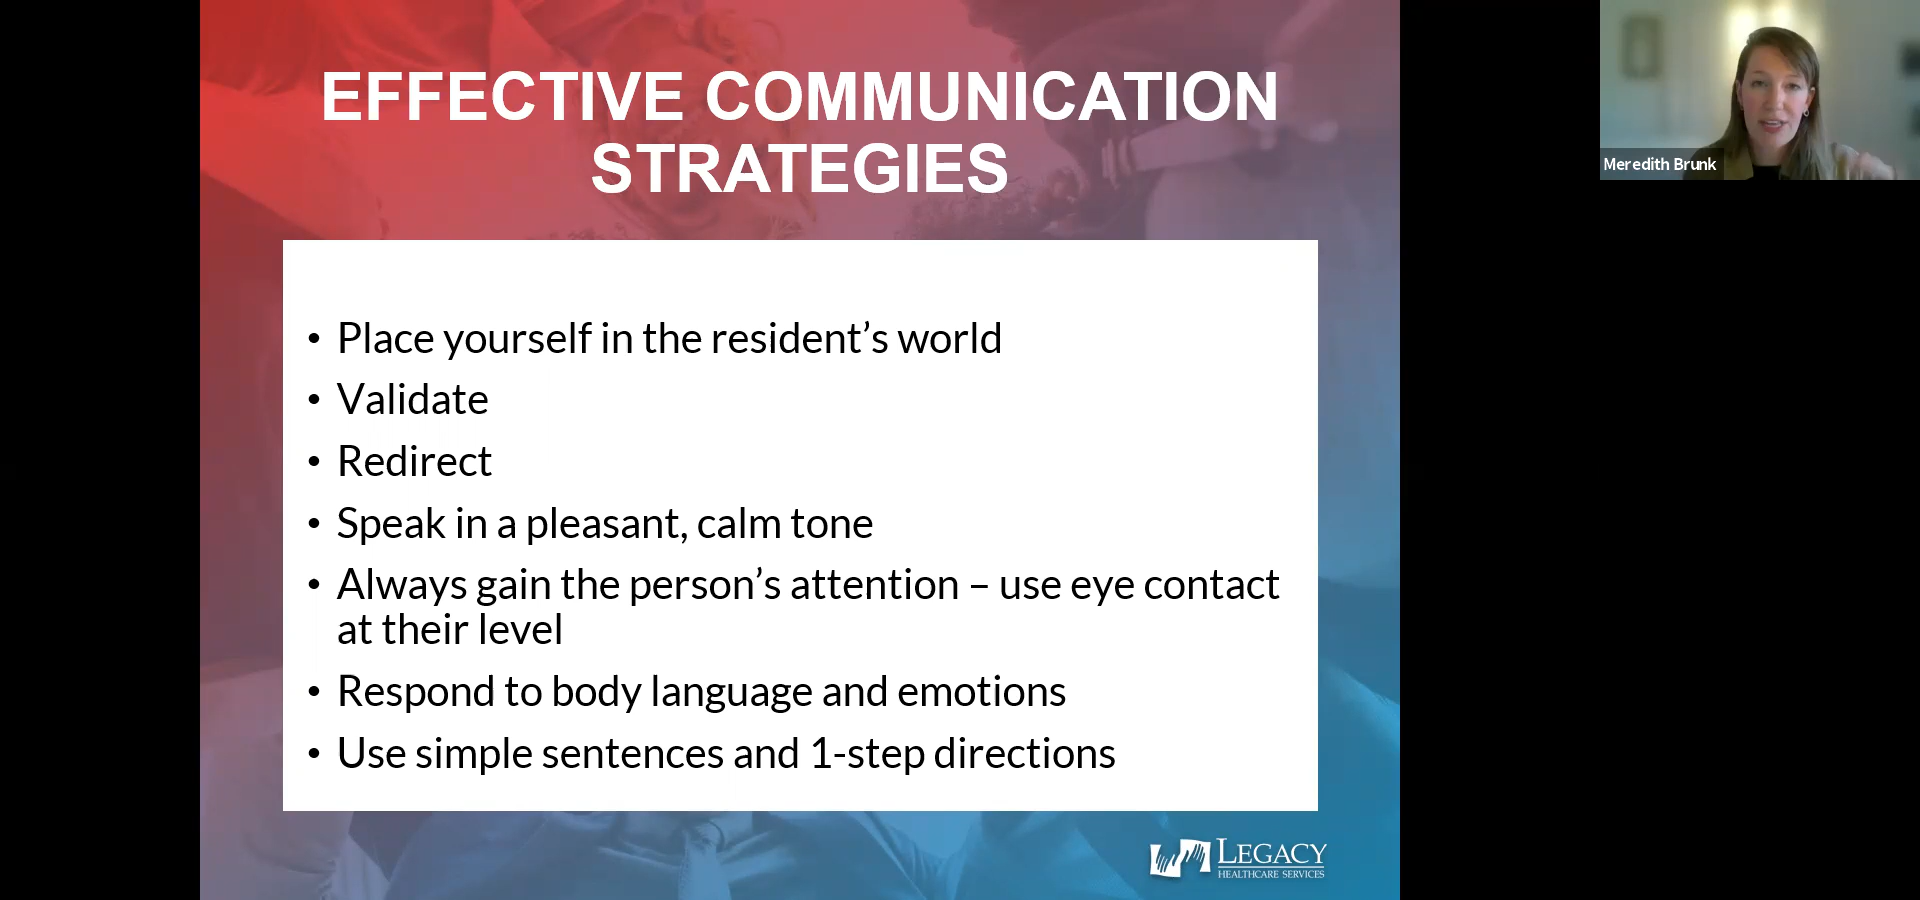 EFFECTIVE COMMUNICATION
STRATEGIES
• Place yourself in the resident’s world
• Validate
• Redirect
• Speak in a pleasant, calm tone
• Always gain the person’s attention – use eye contact
at their level
• Respond to body language and emotions
• Use simple sentences and 1-step directions
LEGACY
HEALTHCARE SERVICES
Meredith Brunk